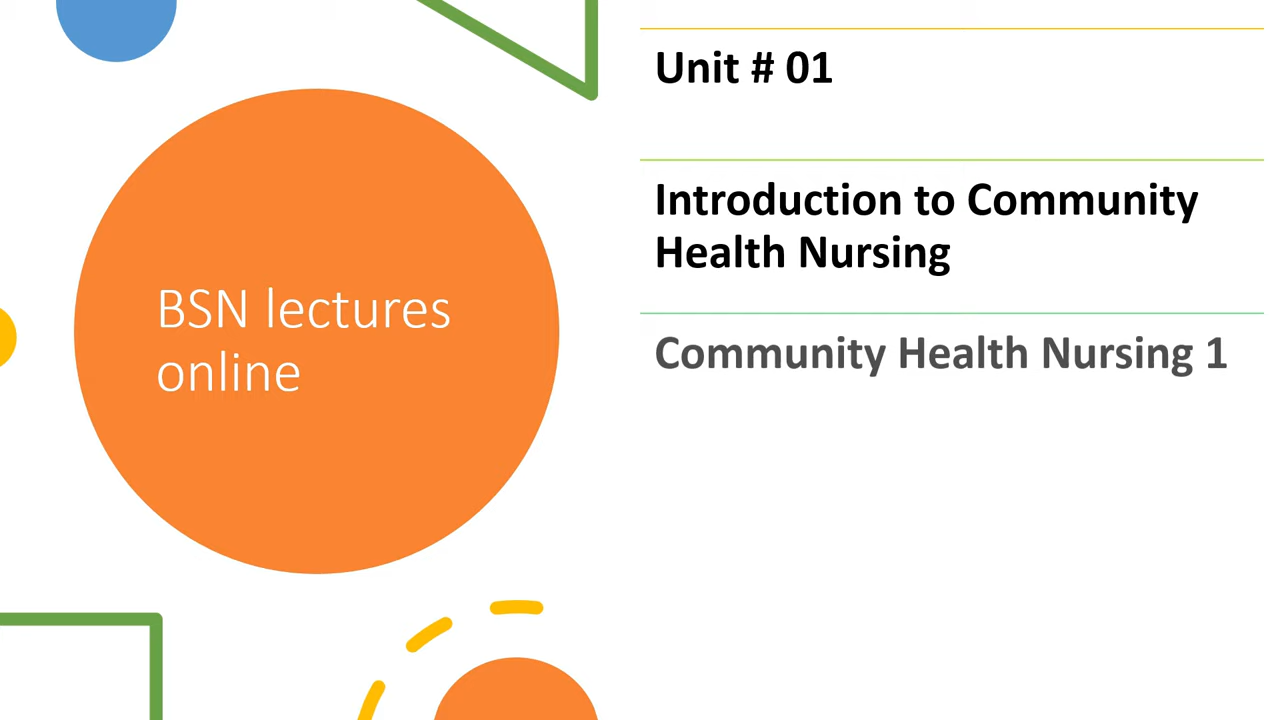 BSN lectures
online
Unit # 01
Introduction to Community
Health Nursing
Community Health Nursing 1